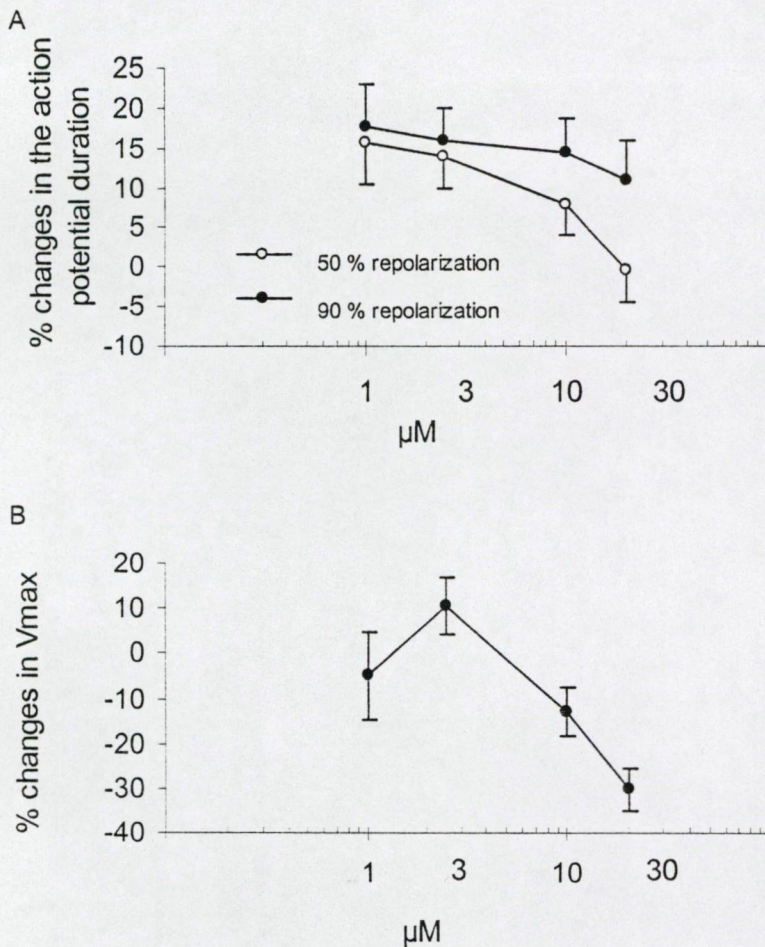 A
% changes in the action
potential duration
25
20
15
10
5
0
-5
-10
50 % repolarization
90 % repolarization
1 3 10 30
µM
B
% changes in Vmax
20
10
0
-10
-20
-30
-40
1 3 10 30
µM